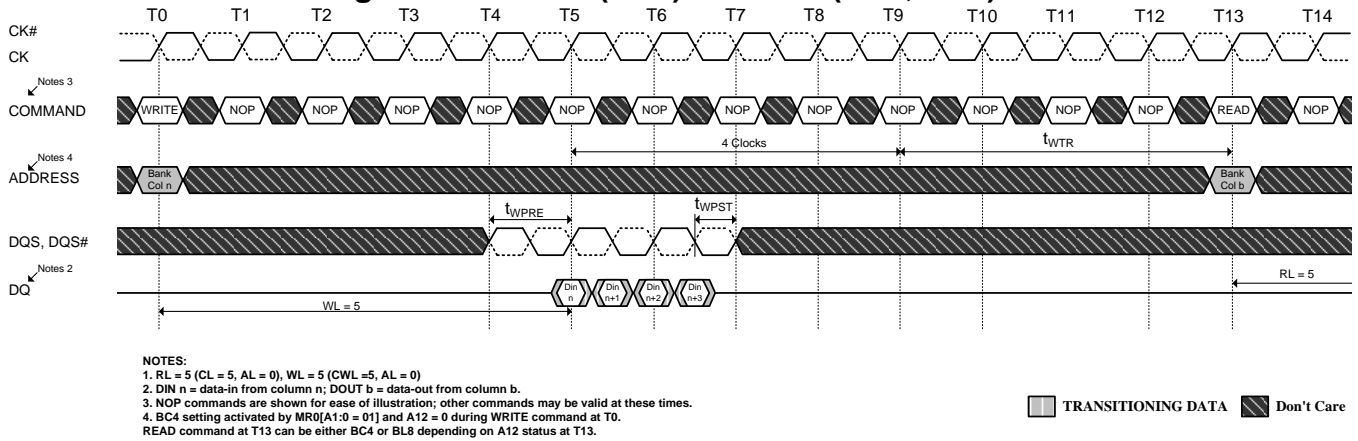 T0 T1 T2 T3 T4 T5 T6 T7 T8 T9 T10 T11 T12 T13 T14
CK#
CK
Notes 3
COMMAND
WRITE NOP NOP NOP NOP NOP NOP NOP NOP NOP NOP NOP NOP READ NOP
4 Clocks tWTR
Notes 4
ADDRESS
Bank Bank
Col n Col b
tWPRE tWPST
DQS, DQS#
Notes 2
DQ
Din Din Din Din
n n+1 n+2 n+3
RL = 5
WL = 5
NOTES:
1. RL = 5 (CL = 5, AL = 0), WL = 5 (CWL =5, AL = 0)
2. DIN n = data-in from column n; DOUT b = data-out from column b.
3. NOP commands are shown for ease of illustration; other commands may be valid at these times.
4. BC4 setting activated by MR0[A1:0 = 01] and A12 = 0 during WRITE command at T0.
READ command at T13 can be either BC4 or BL8 depending on A12 status at T13.
TRANSITIONING DATA Don't Care